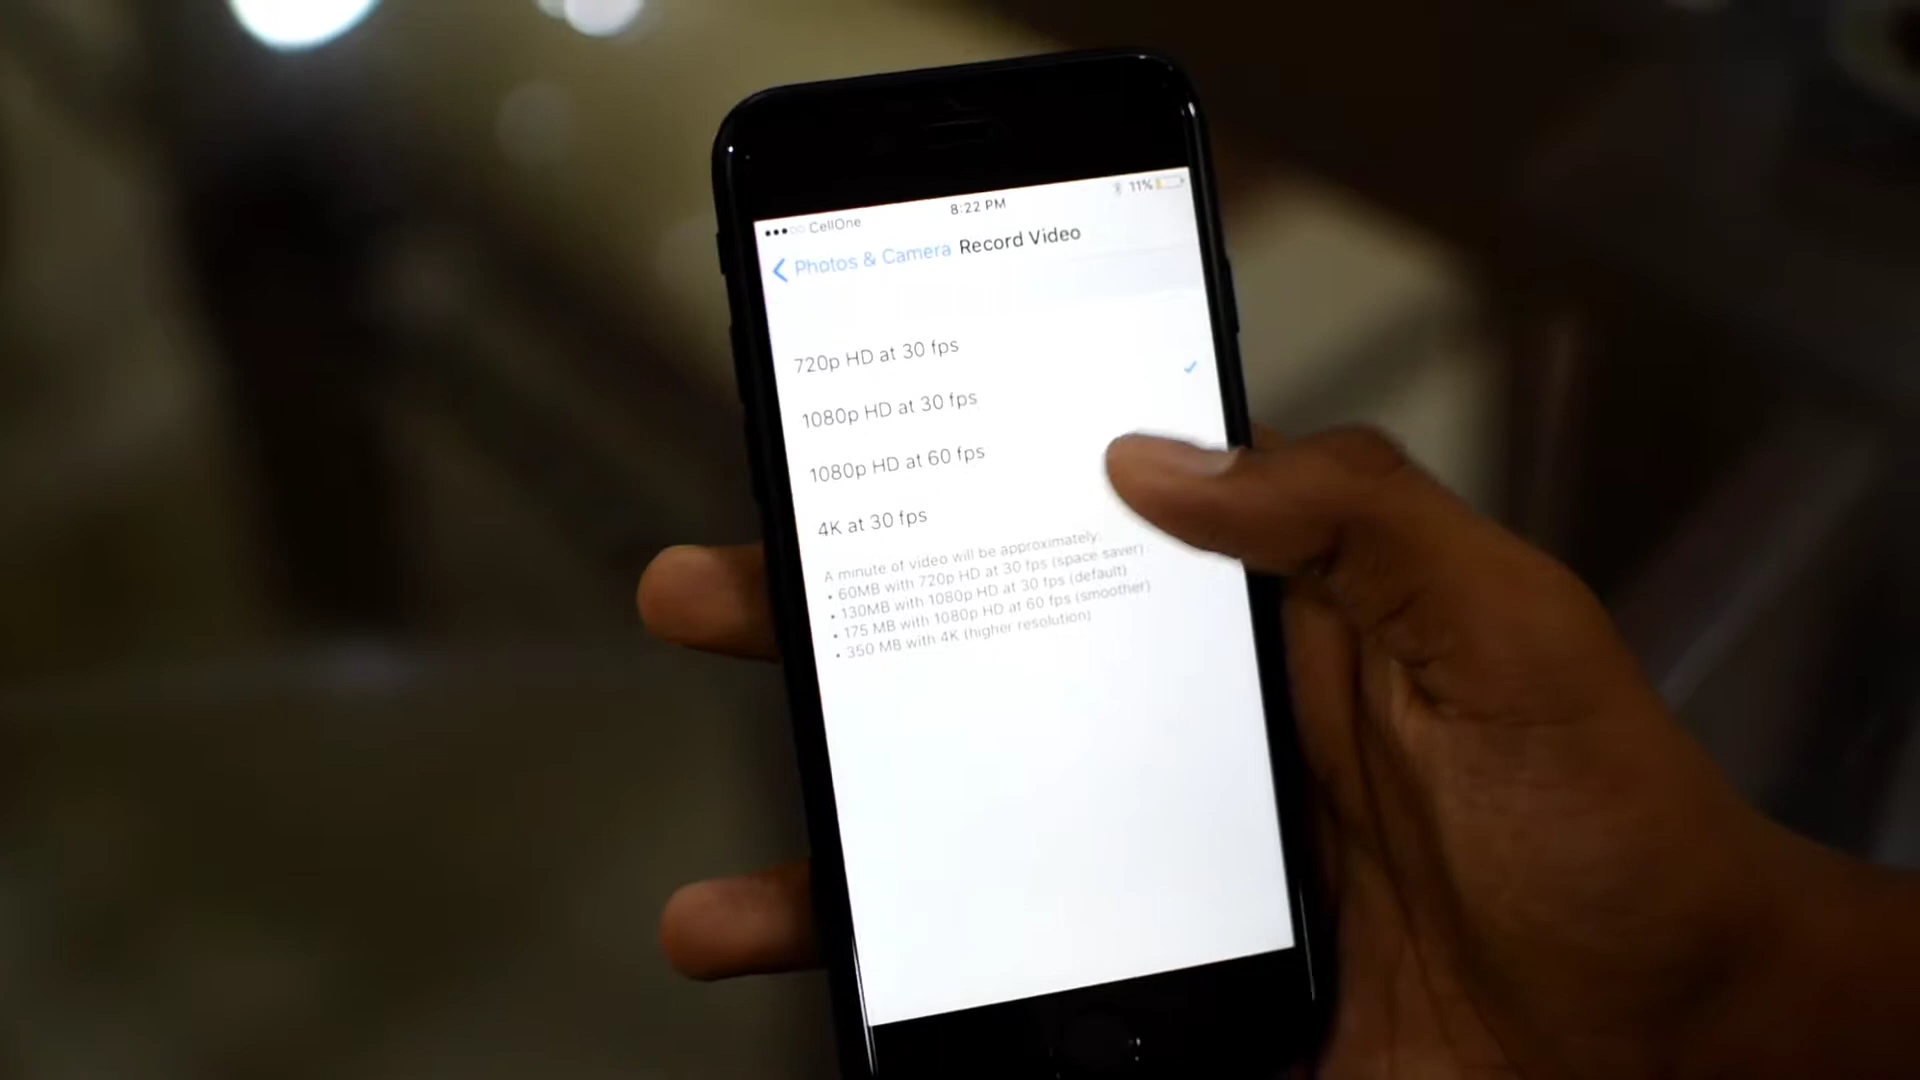 CellOne 8:22 PM 11%
Photos & Camera Record Video
720p HD at 30 fps
1080p HD at 30 fps
1080p HD at 60 fps
4K at 30 fps
A minute of video will be approximately:
• 60MB with 720p HD at 30 fps (space saver)
• 130MB with 1080p HD at 30 fps (default)
• 175 MB with 1080p HD at 60 fps (smoother)
• 350 MB with 4K (higher resolution)